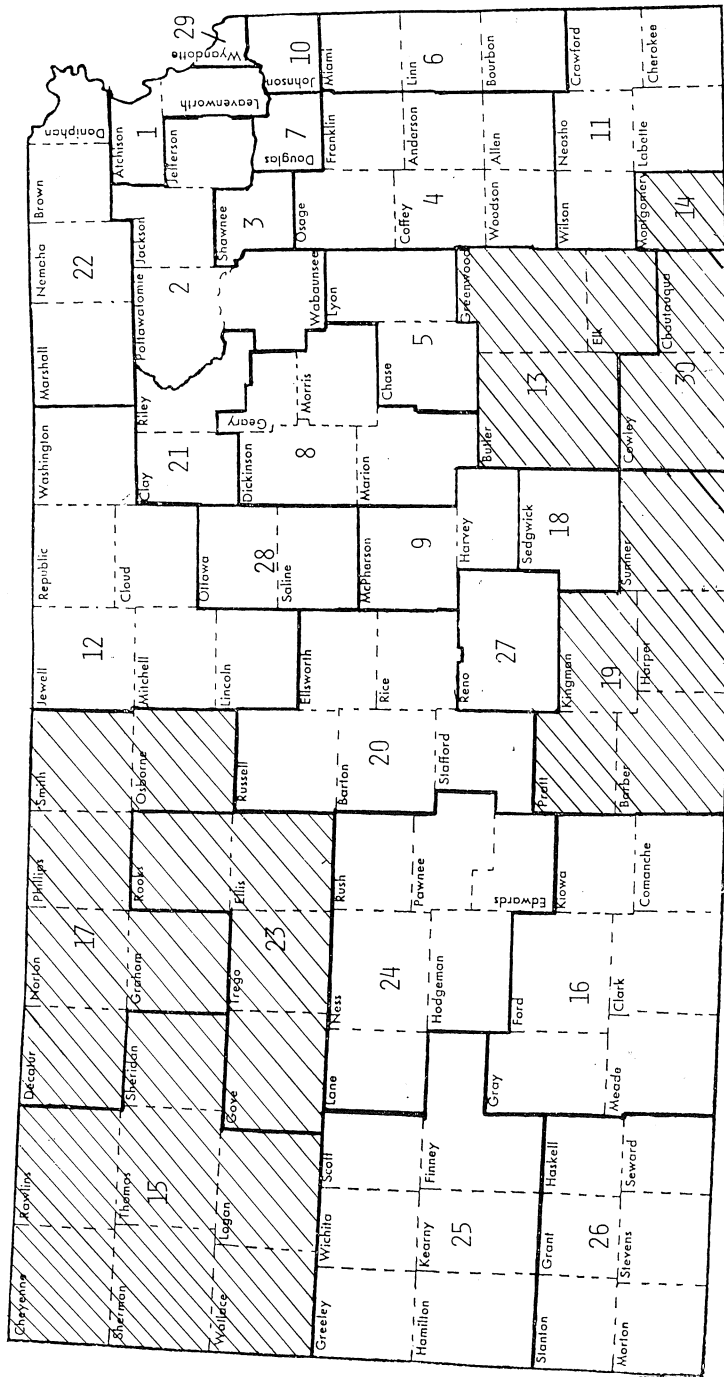 Cheyenne
Rawlins
Decatur
Norton
Phillips
Smith
Jewell
Republic
Washington
Marshall
Nemaha
Brown
Doniphan
Sherman
Thomas
Sheridan
Graham
Rooks
Osborne
Mitchell
Cloud
Clay
Riley
Pottawatomie
Jackson
Atchison
Jefferson
Leavenworth
Wyandotte
Wallace
Logan
Gove
Trego
Ellis
Russell
Lincoln
Ottawa
Saline
Dickinson
Geary
Morris
Wabaunsee
Shawnee
Osage
Douglas
Johnson
Greeley
Wichita
Scott
Lane
Ness
Rush
Barton
Ellsworth
Rice
McPherson
Marion
Chase
Lyon
Coffey
Franklin
Anderson
Miami
Linn
Hamilton
Kearny
Finney
Hodgeman
Pawnee
Edwards
Stafford
Reno
Harvey
Sedgwick
Butler
Greenwood
Woodson
Allen
Bourbon
Stanton
Grant
Haskell
Gray
Ford
Kiowa
Pratt
Kingman
Elk
Wilson
Neosho
Crawford
Morton
Stevens
Seward
Meade
Clark
Comanche
Barber
Harper
Sumner
Cowley
Chautauqua
Montgomery
Labette
Cherokee
15
17
12
22
1
29
23
21
2
3
7
10
28
8
20
9
5
4
6
24
25
27
18
13
11
26
16
19
30
14